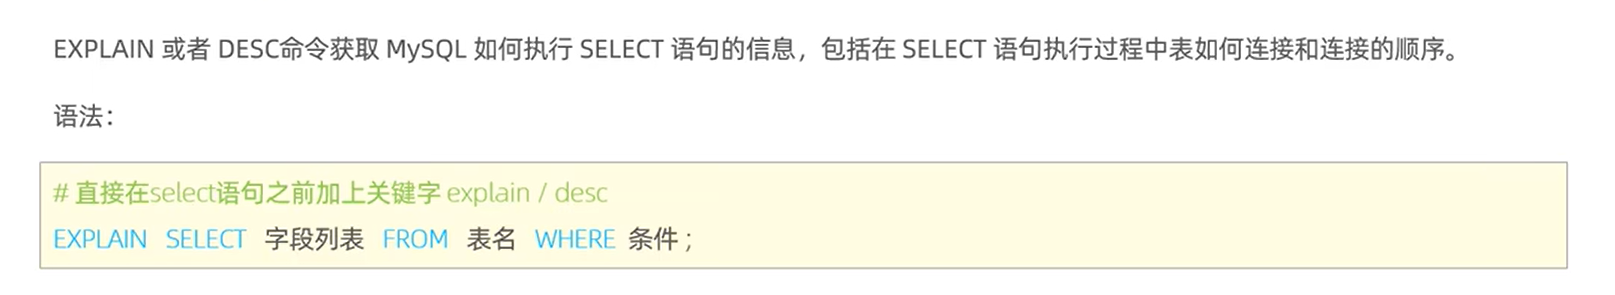 EXPLAIN 或者 DESC命令获取 MySQL 如何执行 SELECT 语句的信息，包括在 SELECT 语句执行过程中表如何连接和连接的顺序。
语法：
# 直接在select语句之前加上关键字 explain / desc
EXPLAIN SELECT 字段列表 FROM 表名 WHERE 条件 ;